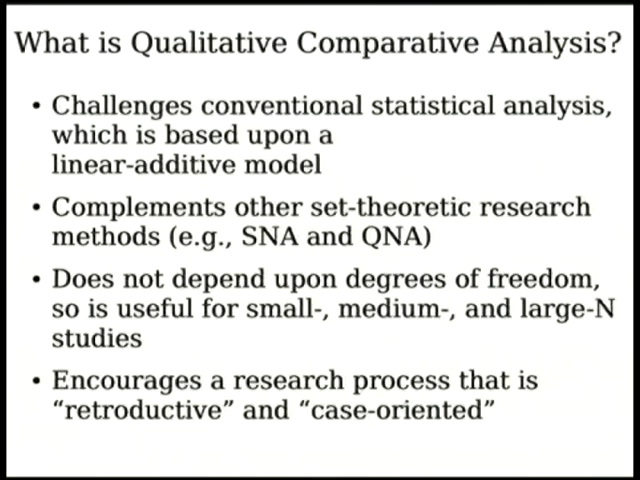 What is Qualitative Comparative Analysis?
• Challenges conventional statistical analysis,
which is based upon a
linear-additive model
• Complements other set-theoretic research
methods (e.g., SNA and QNA)
• Does not depend upon degrees of freedom,
so is useful for small-, medium-, and large-N
studies
• Encourages a research process that is
“retroductive” and “case-oriented”